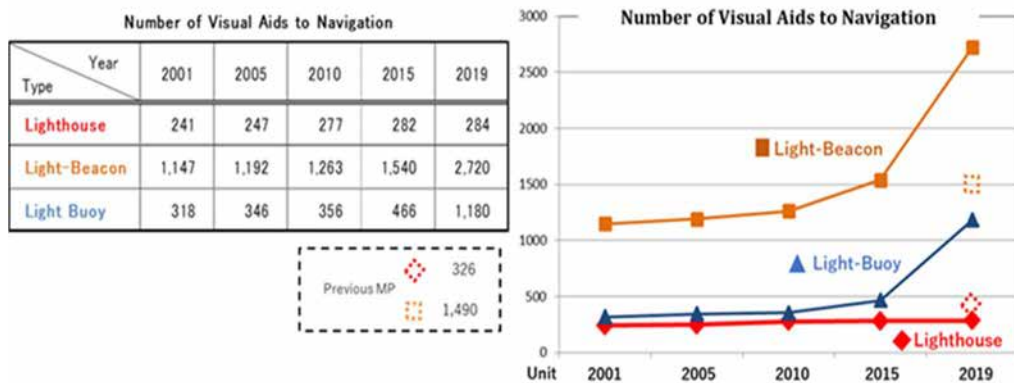 Number of Visual Aids to Navigation
Year
Type
2001 2005 2010 2015 2019
Lighthouse 241 247 277 282 284
Light-Beacon 1,147 1,192 1,263 1,540 2,720
Light Buoy 318 346 356 466 1,180
Previous MP
326
1,490
Number of Visual Aids to Navigation
3000
2500
2000
1500
1000
500
0
Light-Beacon
Light-Buoy
Lighthouse
Unit 2001 2005 2010 2015 2019